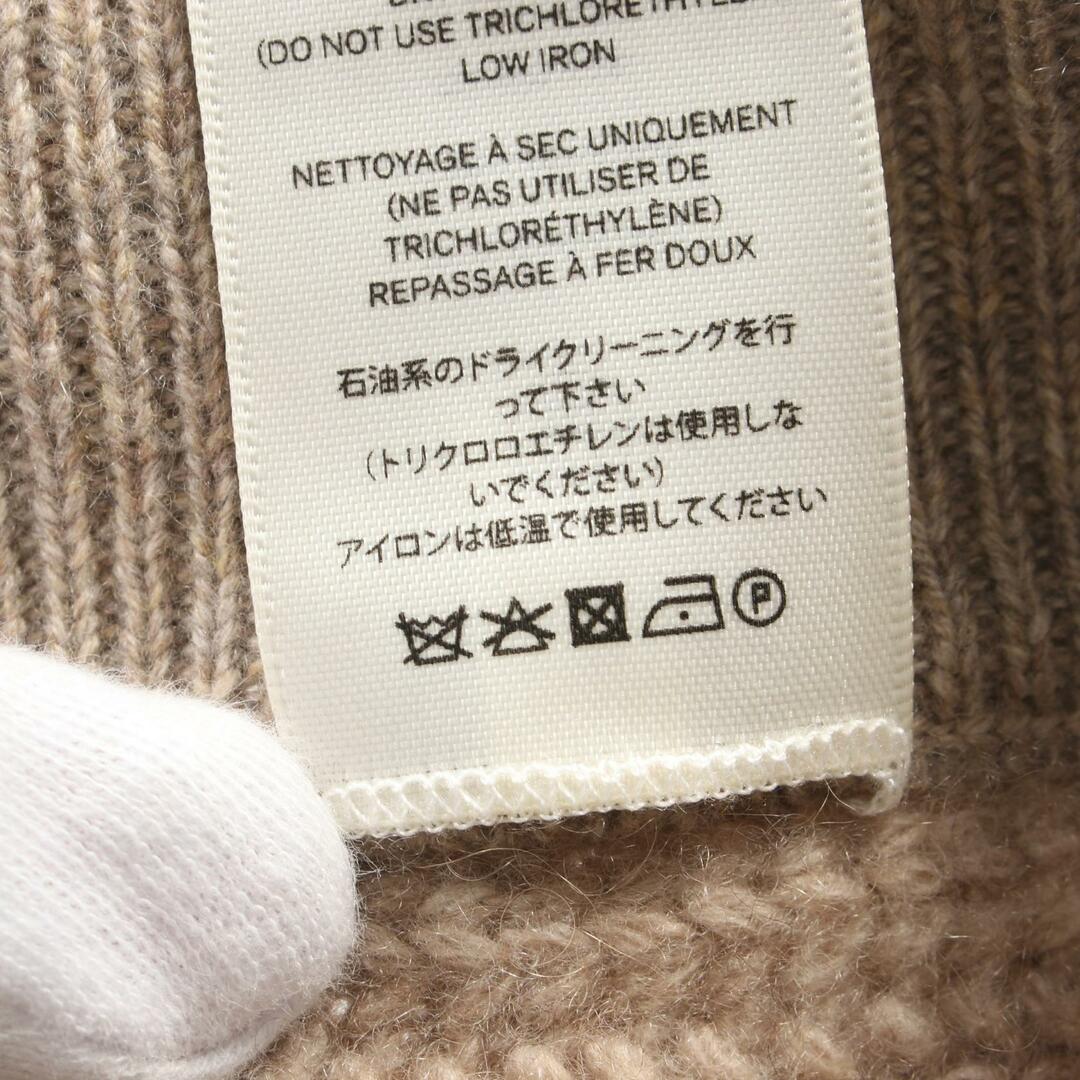 (DO NOT USE TRICHLORETHYLE
LOW IRON
NETTOYAGE À SEC UNIQUEMENT
(NE PAS UTILISER DE
TRICHLORÉTHYLÈNE)
REPASSAGE À FER DOUX
石油系のドライクリーニングを行
って下さい
(トリクロロエチレンは使用しな
いでください)
アイロンは低温で使用してください
P